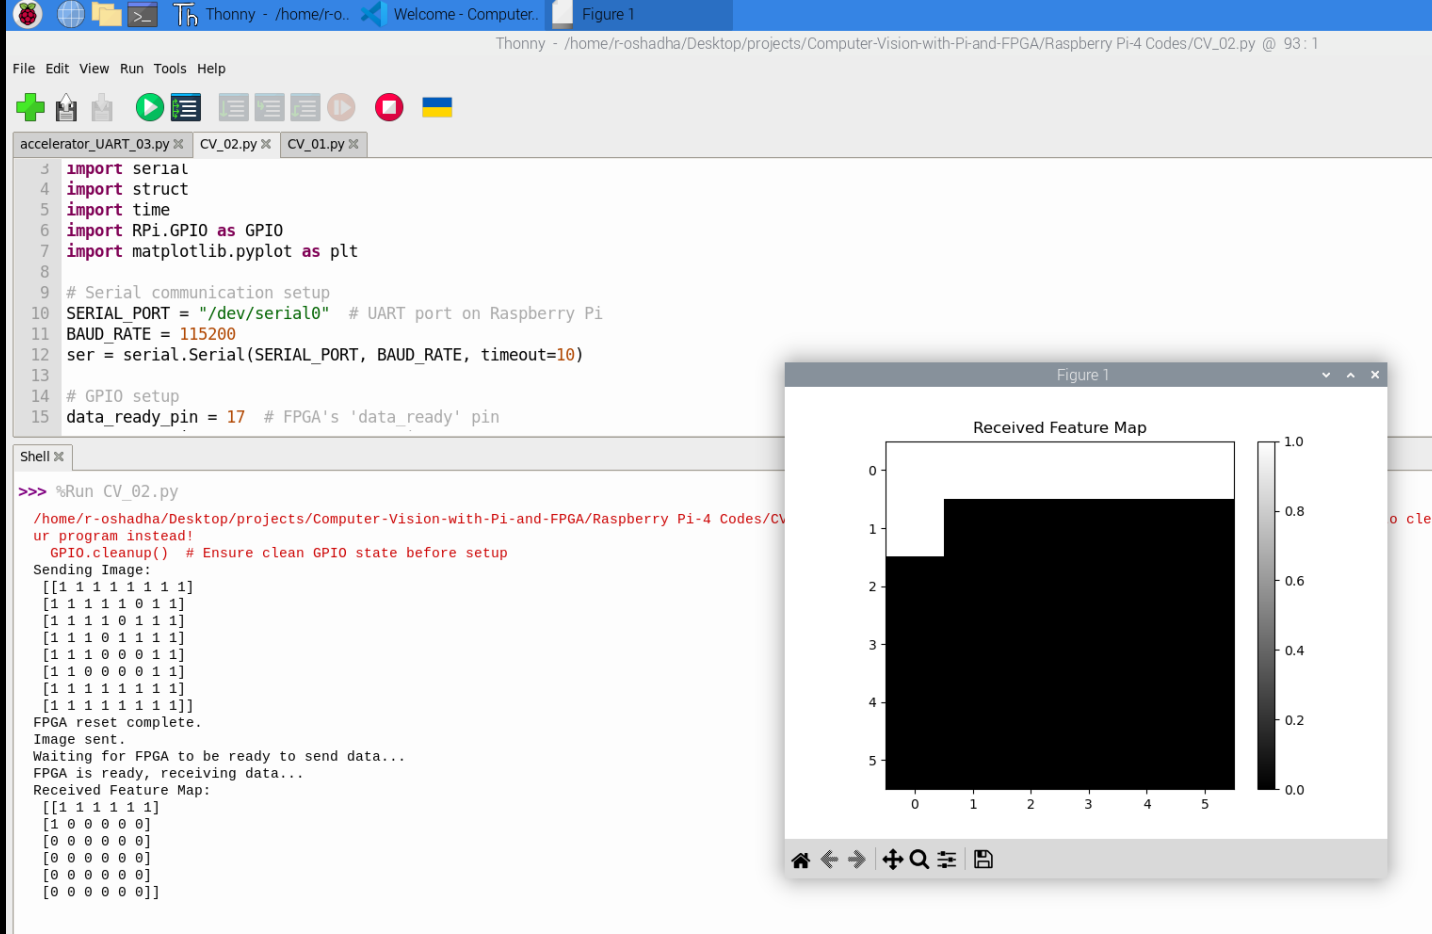 Thonny - /home/r-o..
Welcome - Computer..
Figure 1
Thonny - /home/r-oshadha/Desktop/projects/Computer-Vision-with-Pi-and-FPGA/Raspberry Pi-4 Codes/CV_02.py @ 93 : 1
File Edit View Run Tools Help
accelerator_UART_03.py CV_02.py CV_01.py
3 import serial
4 import struct
5 import time
6 import RPi.GPIO as GPIO
7 import matplotlib.pyplot as plt
8
9 # Serial communication setup
10 SERIAL_PORT = "/dev/serial0" # UART port on Raspberry Pi
11 BAUD_RATE = 115200
12 ser = serial.Serial(SERIAL_PORT, BAUD_RATE, timeout=10)
13
14 # GPIO setup
15 data_ready_pin = 17 # FPGA's 'data_ready' pin
Shell
>>> %Run CV_02.py
/home/r-oshadha/Desktop/projects/Computer-Vision-with-Pi-and-FPGA/Raspberry Pi-4 Codes/CV
o cle
ur program instead!
GPIO.cleanup() # Ensure clean GPIO state before setup
Sending Image:
[[1 1 1 1 1 1 1 1]
[1 1 1 1 1 0 1 1]
[1 1 1 1 0 1 1 1]
[1 1 1 0 1 1 1 1]
[1 1 1 0 0 0 1 1]
[1 1 0 0 0 0 1 1]
[1 1 1 1 1 1 1 1]
[1 1 1 1 1 1 1 1]]
FPGA reset complete.
Image sent.
Waiting for FPGA to be ready to send data...
FPGA is ready, receiving data...
Received Feature Map:
[[1 1 1 1 1 1]
[1 0 0 0 0 0]
[0 0 0 0 0 0]
[0 0 0 0 0 0]
[0 0 0 0 0 0]
[0 0 0 0 0 0]]
Figure 1
Received Feature Map
0
1
2
3
4
5
0 1 2 3 4 5
1.0
0.8
0.6
0.4
0.2
0.0